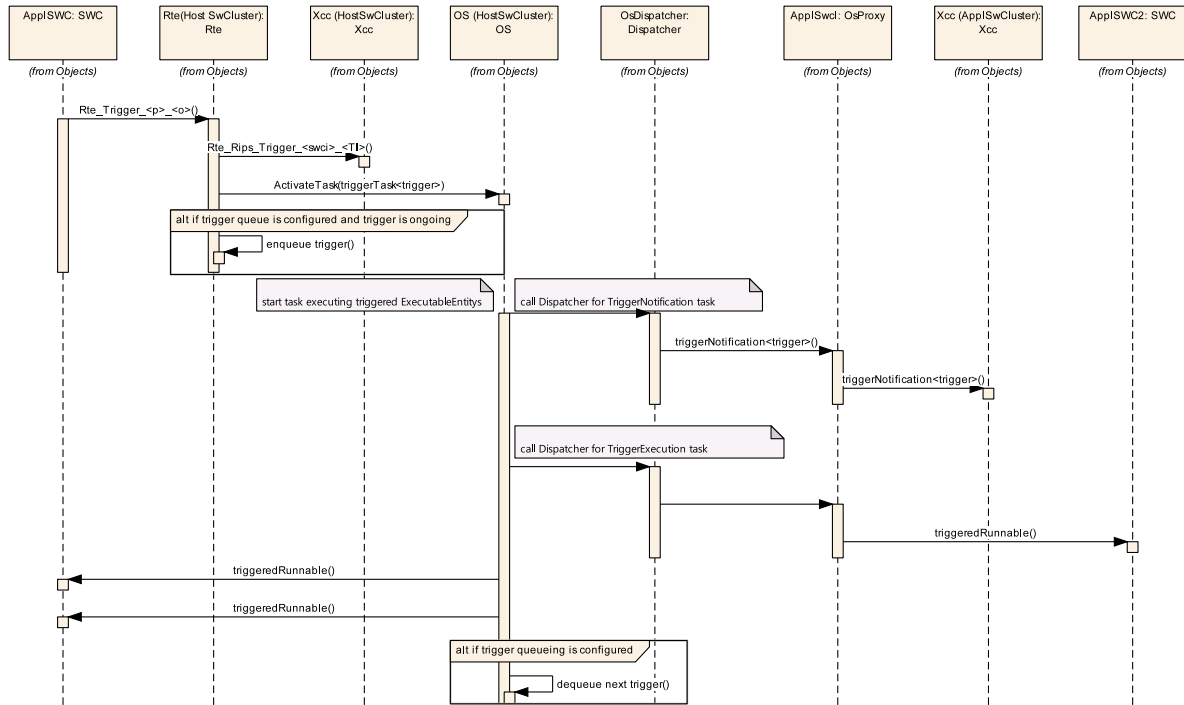 ApplSWC: SWC
Rte(Host SwCluster):
Rte
Xcc (HostSwCluster):
Xcc
OS (HostSwCluster):
OS
OsDispatcher:
Dispatcher
ApplSwcl: OsProxy
Xcc (ApplSwCluster):
Xcc
ApplSWC2: SWC
(from Objects)
(from Objects)
(from Objects)
(from Objects)
(from Objects)
(from Objects)
(from Objects)
(from Objects)
Rte_Trigger_<p>_<o>()
Rte_Rips_Trigger_<swci>_<TI>()
ActivateTask(triggerTask<trigger>)
alt if trigger queue is configured and trigger is ongoing
enqueue trigger()
start task executing triggered ExecutableEntitys
call Dispatcher for TriggerNotification task
triggerNotification<trigger>()
triggerNotification<trigger>()
call Dispatcher for TriggerExecution task
triggeredRunnable()
triggeredRunnable()
triggeredRunnable()
alt if trigger queueing is configured
dequeue next trigger()